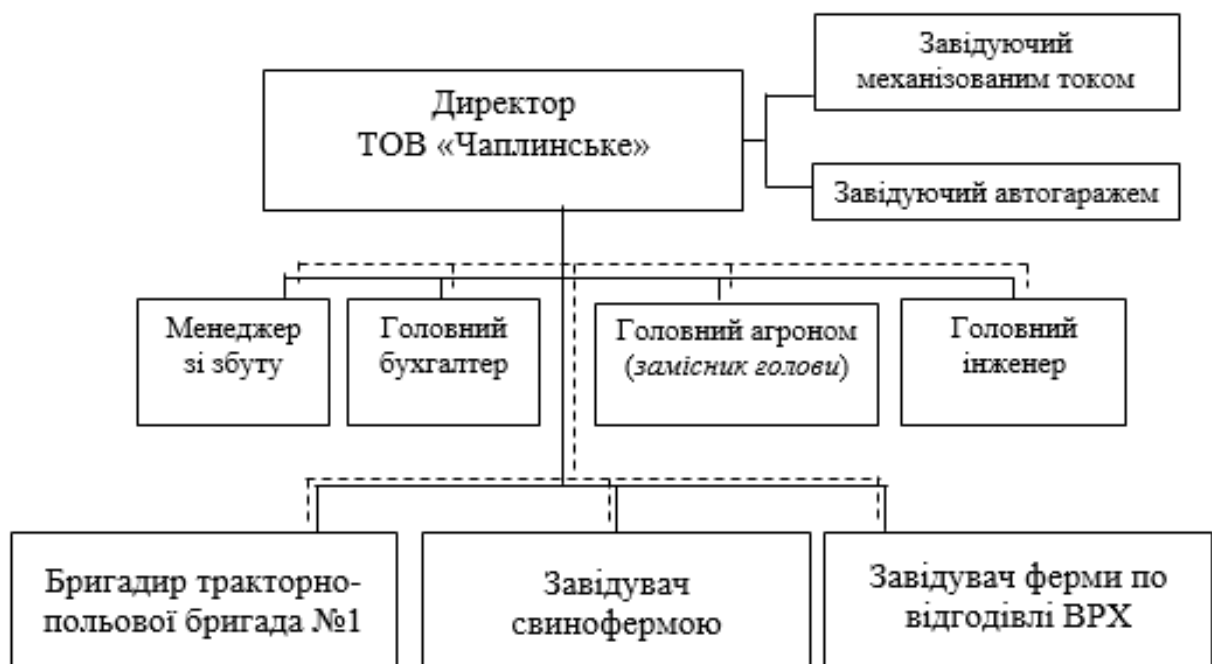 Завідуючий
механізованим током
Директор
ТОВ «Чаплинське»
Завідуючий автогаражем
Менеджер
зі збуту
Головний
бухгалтер
Головний агроном
(замісник голови)
Головний
інженер
Бригадир тракторно-
польової бригада №1
Завідувач
свинофермою
Завідувач ферми по
відгодівлі ВРХ